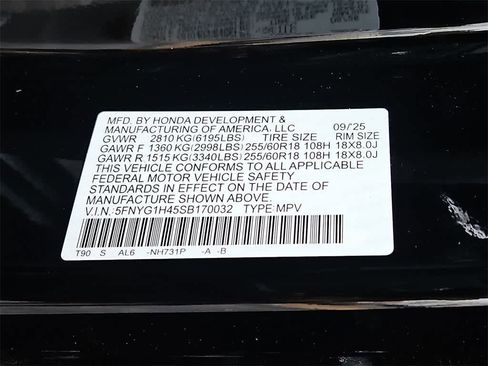 MFD. BY HONDA DEVELOPMENT &
MANUFACTURING OF AMERICA, LLC 09/25
GVWR 2810 KG(6195LBS) TIRE SIZE RIM SIZE
GAWR F 1360 KG(2998LBS) 255/60R18 108H 18X8.0J
GAWR R 1515 KG(3340LBS) 255/60R18 108H 18X8.0J
THIS VEHICLE CONFORMS TO ALL APPLICABLE
FEDERAL MOTOR VEHICLE SAFETY
STANDARDS IN EFFECT ON THE DATE OF
MANUFACTURE SHOWN ABOVE.
V.I.N.: 5FNYG1H45SB170032 TYPE: MPV
T90 S AL6 -NH731P -A -B